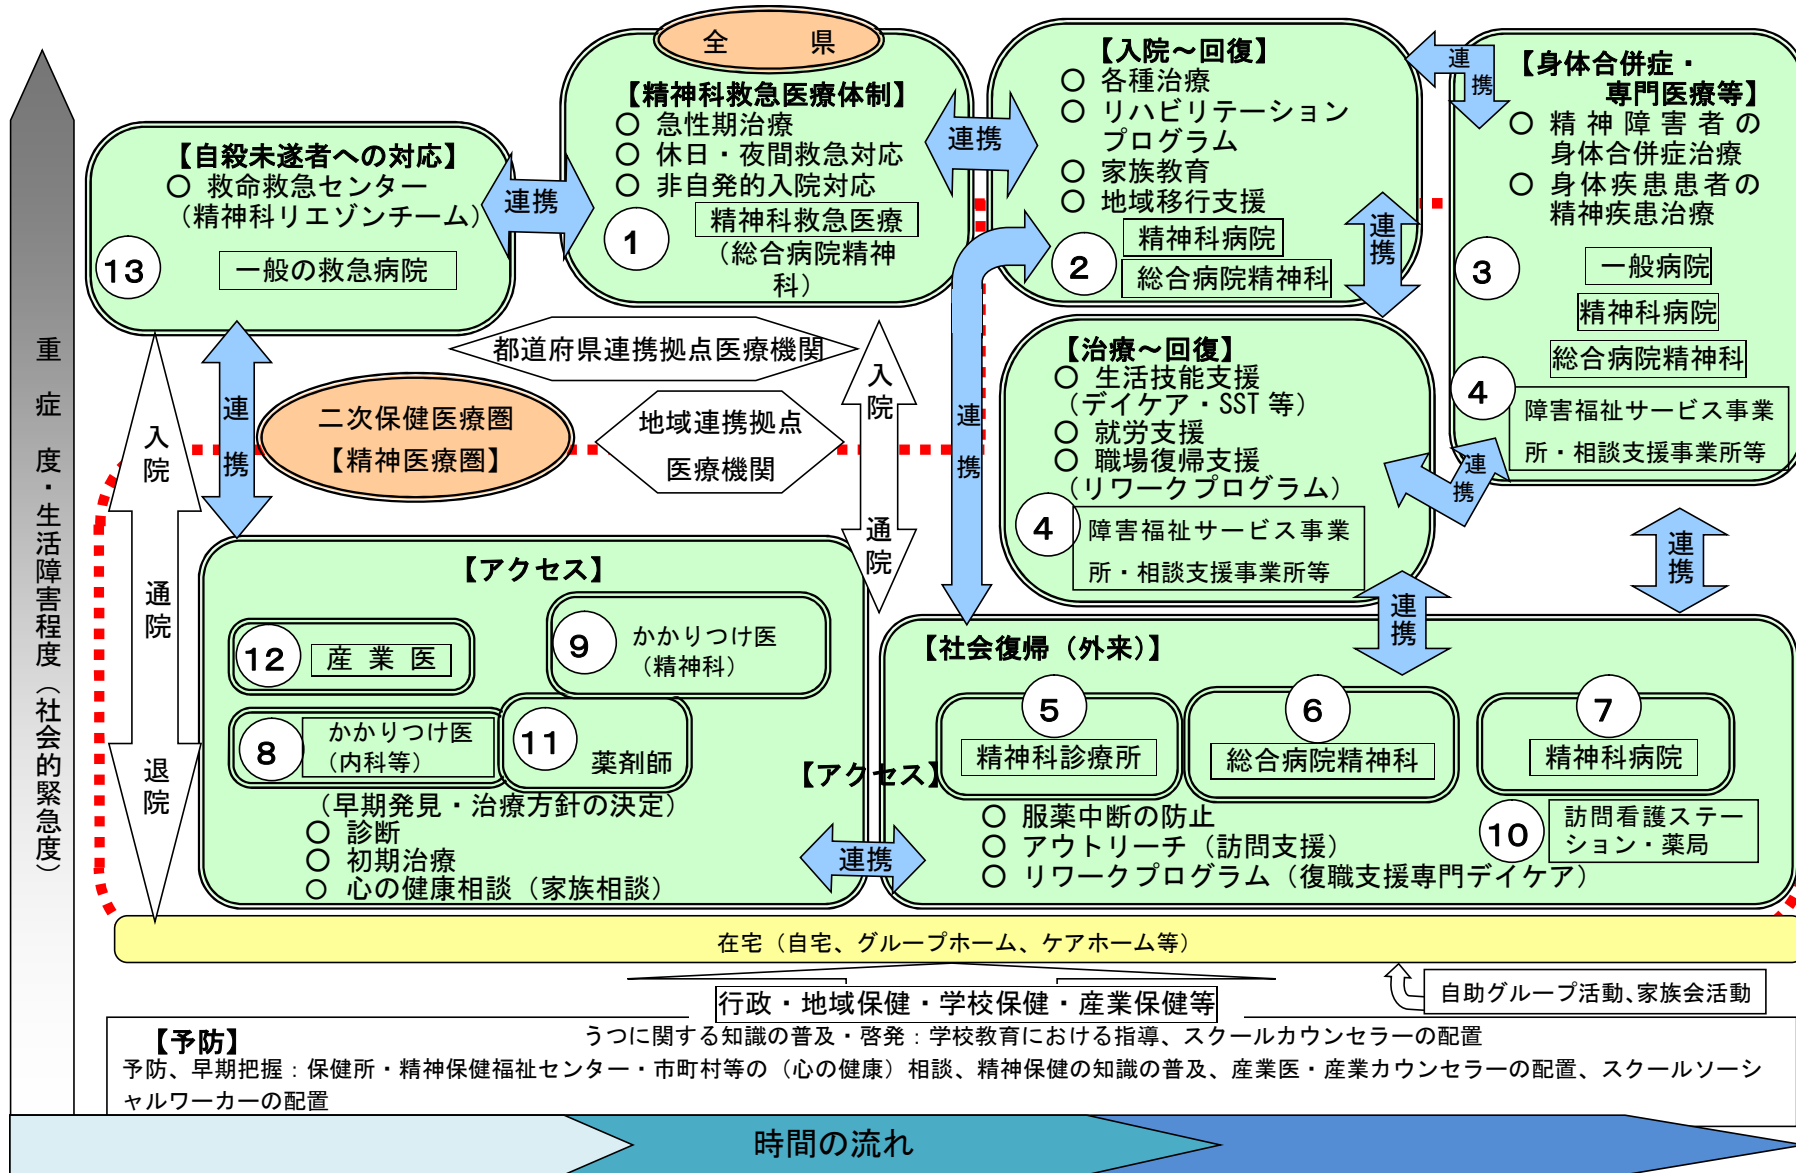 全　県
【精神科救急医療体制】
○ 急性期治療
○ 休日・夜間救急対応
○ 非自発的入院対応
1
精神科救急医療
（総合病院精神
科）
【入院～回復】
○ 各種治療
○ リハビリテーション
プログラム
○ 家族教育
○ 地域移行支援
2
精神科病院
総合病院精神科
【身体合併症・
専門医療等】
○ 精神障害者の
身体合併症治療
○ 身体疾患患者の
精神疾患治療
3
一般病院
精神科病院
総合病院精神科
4
障害福祉サービス事業
所・相談支援事業所等
【自殺未遂者への対応】
○ 救命救急センター
（精神科リエゾンチーム）
13
一般の救急病院
連携
連携
連携
連携
連携
連携
連携
連携
連携
連携
都道府県連携拠点医療機関
二次保健医療圏
【精神医療圏】
地域連携拠点
医療機関
入院
通院
入院
通院
退院
【治療～回復】
○ 生活技能支援
（デイケア・SST 等）
○ 就労支援
○ 職場復帰支援
（リワークプログラム）
4
障害福祉サービス事業
所・相談支援事業所等
【アクセス】
12
産業医
9
かかりつけ医
（精神科）
8
かかりつけ医
（内科等）
11
薬剤師
（早期発見・治療方針の決定）
○ 診断
○ 初期治療
○ 心の健康相談（家族相談）
【アクセス】
【社会復帰（外来）】
5
精神科診療所
6
総合病院精神科
7
精神科病院
○ 服薬中断の防止
○ アウトリーチ（訪問支援）
○ リワークプログラム（復職支援専門デイケア）
10
訪問看護ステー
ション・薬局
重症度・生活障害程度（社会的緊急度）
在宅（自宅、グループホーム、ケアホーム等）
行政・地域保健・学校保健・産業保健等
自助グループ活動、家族会活動
【予防】
うつに関する知識の普及・啓発：学校教育における指導、スクールカウンセラーの配置
予防、早期把握：保健所・精神保健福祉センター・市町村等の（心の健康）相談、精神保健の知識の普及、産業医・産業カウンセラーの配置、スクールソーシ
ャルワーカーの配置
時間の流れ